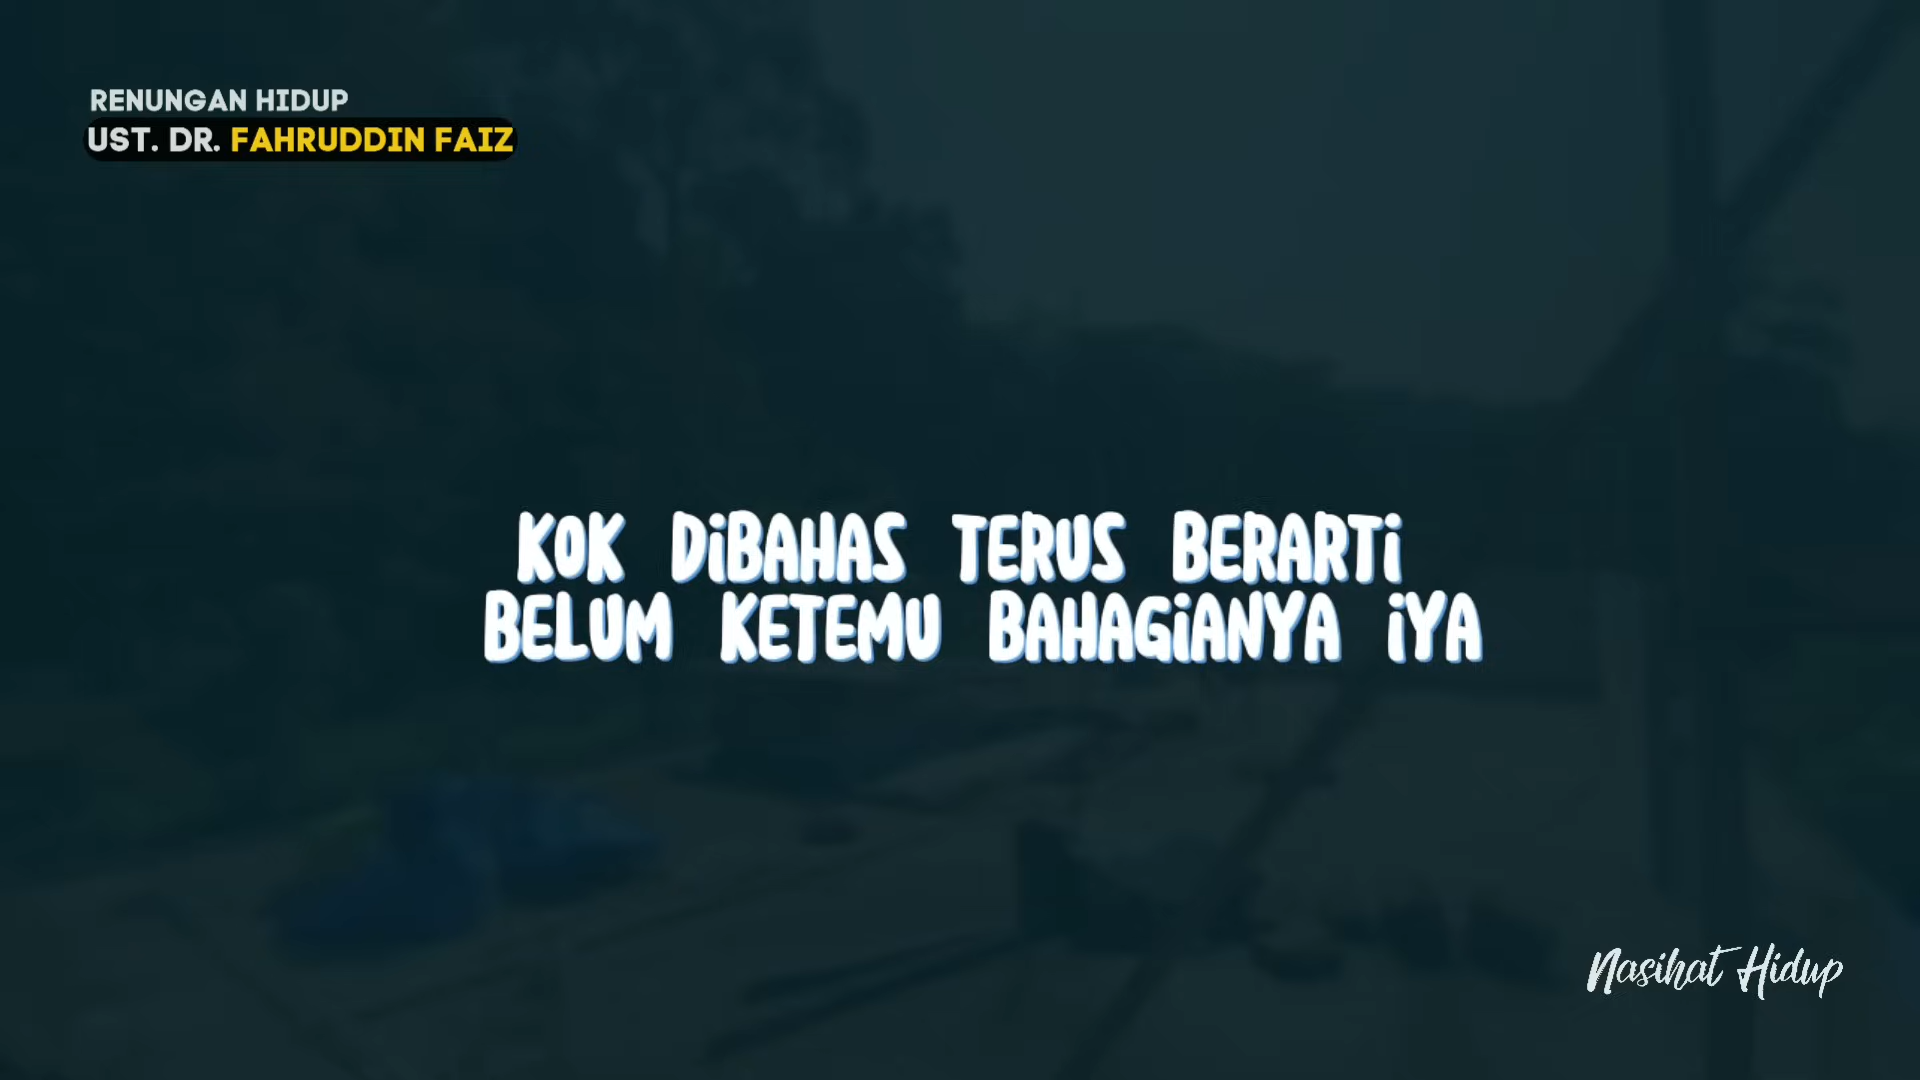 RENUNGAN HIDUP
UST. DR. FAHRUDDIN FAIZ
KOK DiBAHAS TERUS BERARTi
BELUM KETEMU BAHAGiANYA iYA
Nasihat Hidup